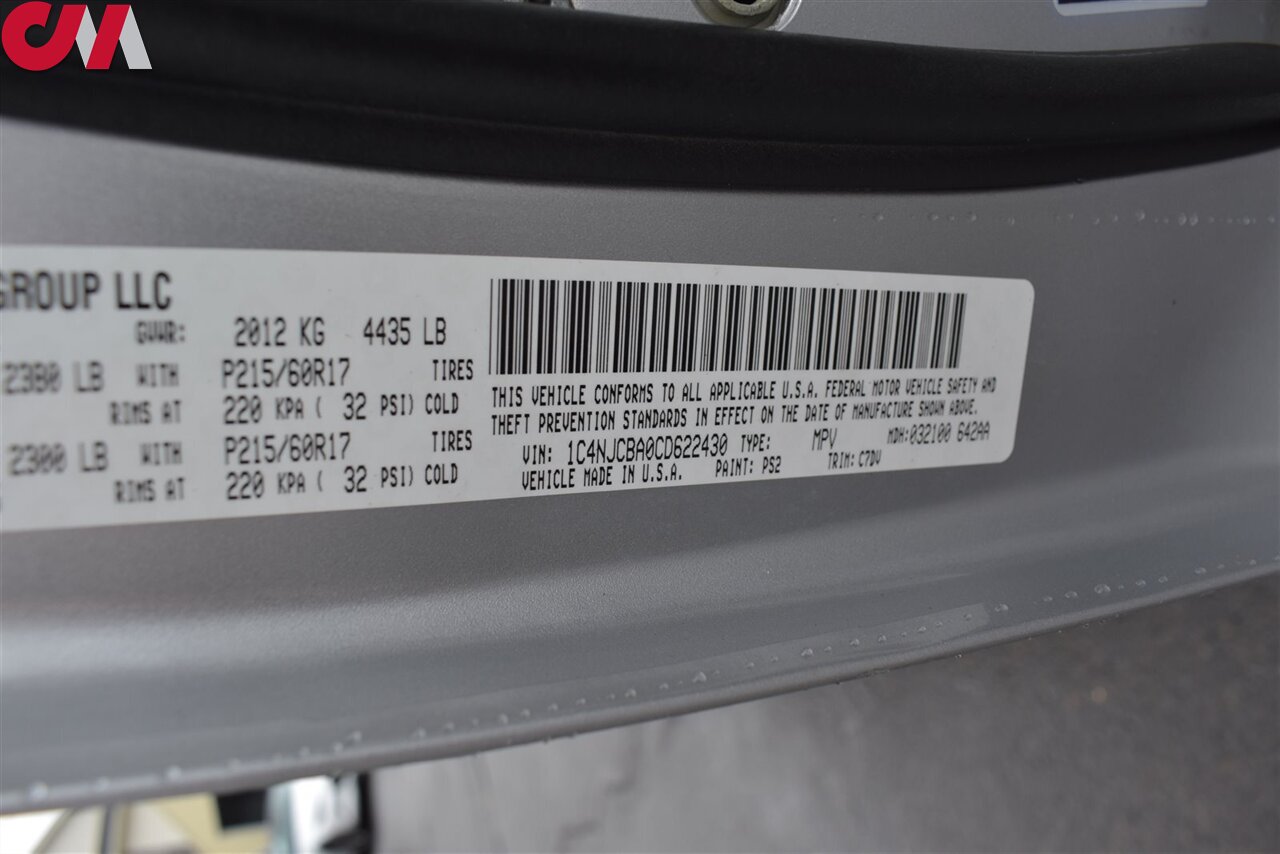 CM
GROUP LLC
GVWR: 2012 KG 4435 LB
2380 LB WITH P215/60R17 TIRES
RIMS AT 220 KPA ( 32 PSI) COLD
2300 LB WITH P215/60R17 TIRES
RIMS AT 220 KPA ( 32 PSI) COLD
THIS VEHICLE CONFORMS TO ALL APPLICABLE U.S.A. FEDERAL MOTOR VEHICLE SAFETY AND
THEFT PREVENTION STANDARDS IN EFFECT ON THE DATE OF MANUFACTURE SHOWN ABOVE.
VIN: 1C4NJCBA0CD622430 TYPE: MPV MDH:032100 642AA
VEHICLE MADE IN U.S.A. PAINT: PS2 TRIM: C7DV